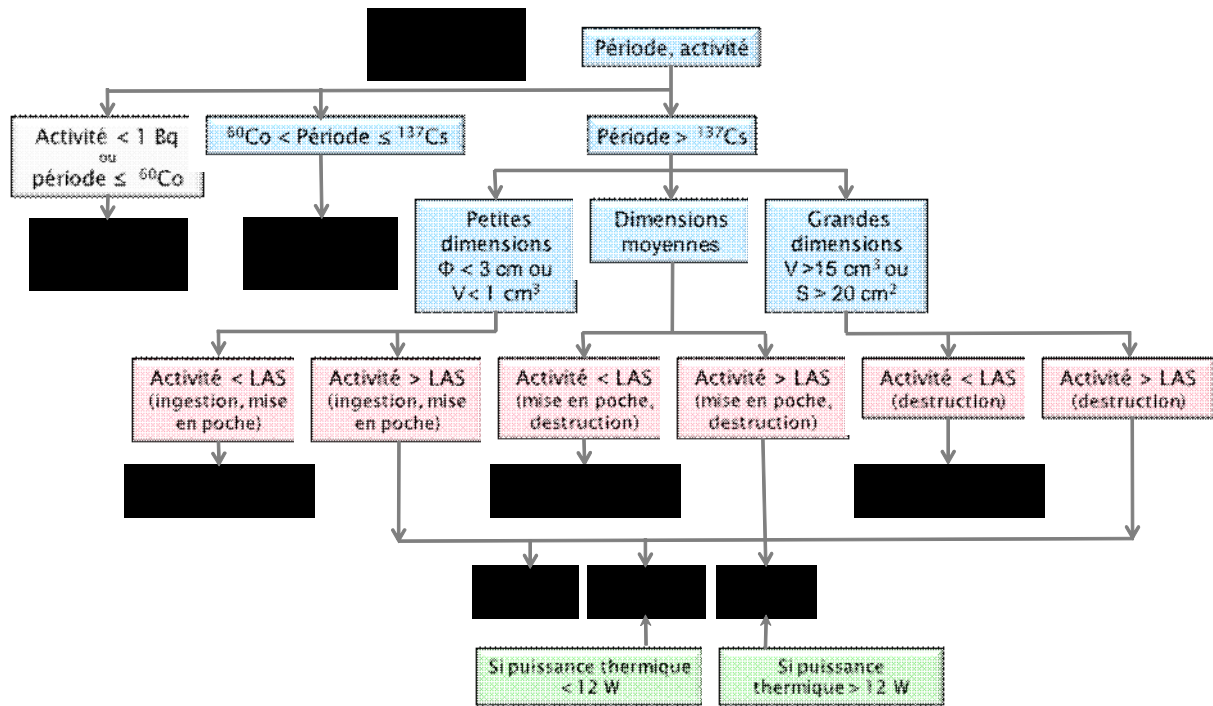 Période, activité
Activité < 1 Bq
ou
période ≤ ⁶⁰Co
⁶⁰Co < Période ≤ ¹³⁷Cs
Période > ¹³⁷Cs
Petites
dimensions
Φ < 3 cm ou
V< 1 cm³
Dimensions
moyennes
Grandes
dimensions
V >15 cm³ ou
S > 20 cm²
Activité < LAS
(ingestion, mise
en poche)
Activité > LAS
(ingestion, mise
en poche)
Activité < LAS
(mise en poche,
destruction)
Activité > LAS
(mise en poche,
destruction)
Activité < LAS
(destruction)
Activité > LAS
(destruction)
Si puissance thermique
< 12 W
Si puissance
thermique > 12 W